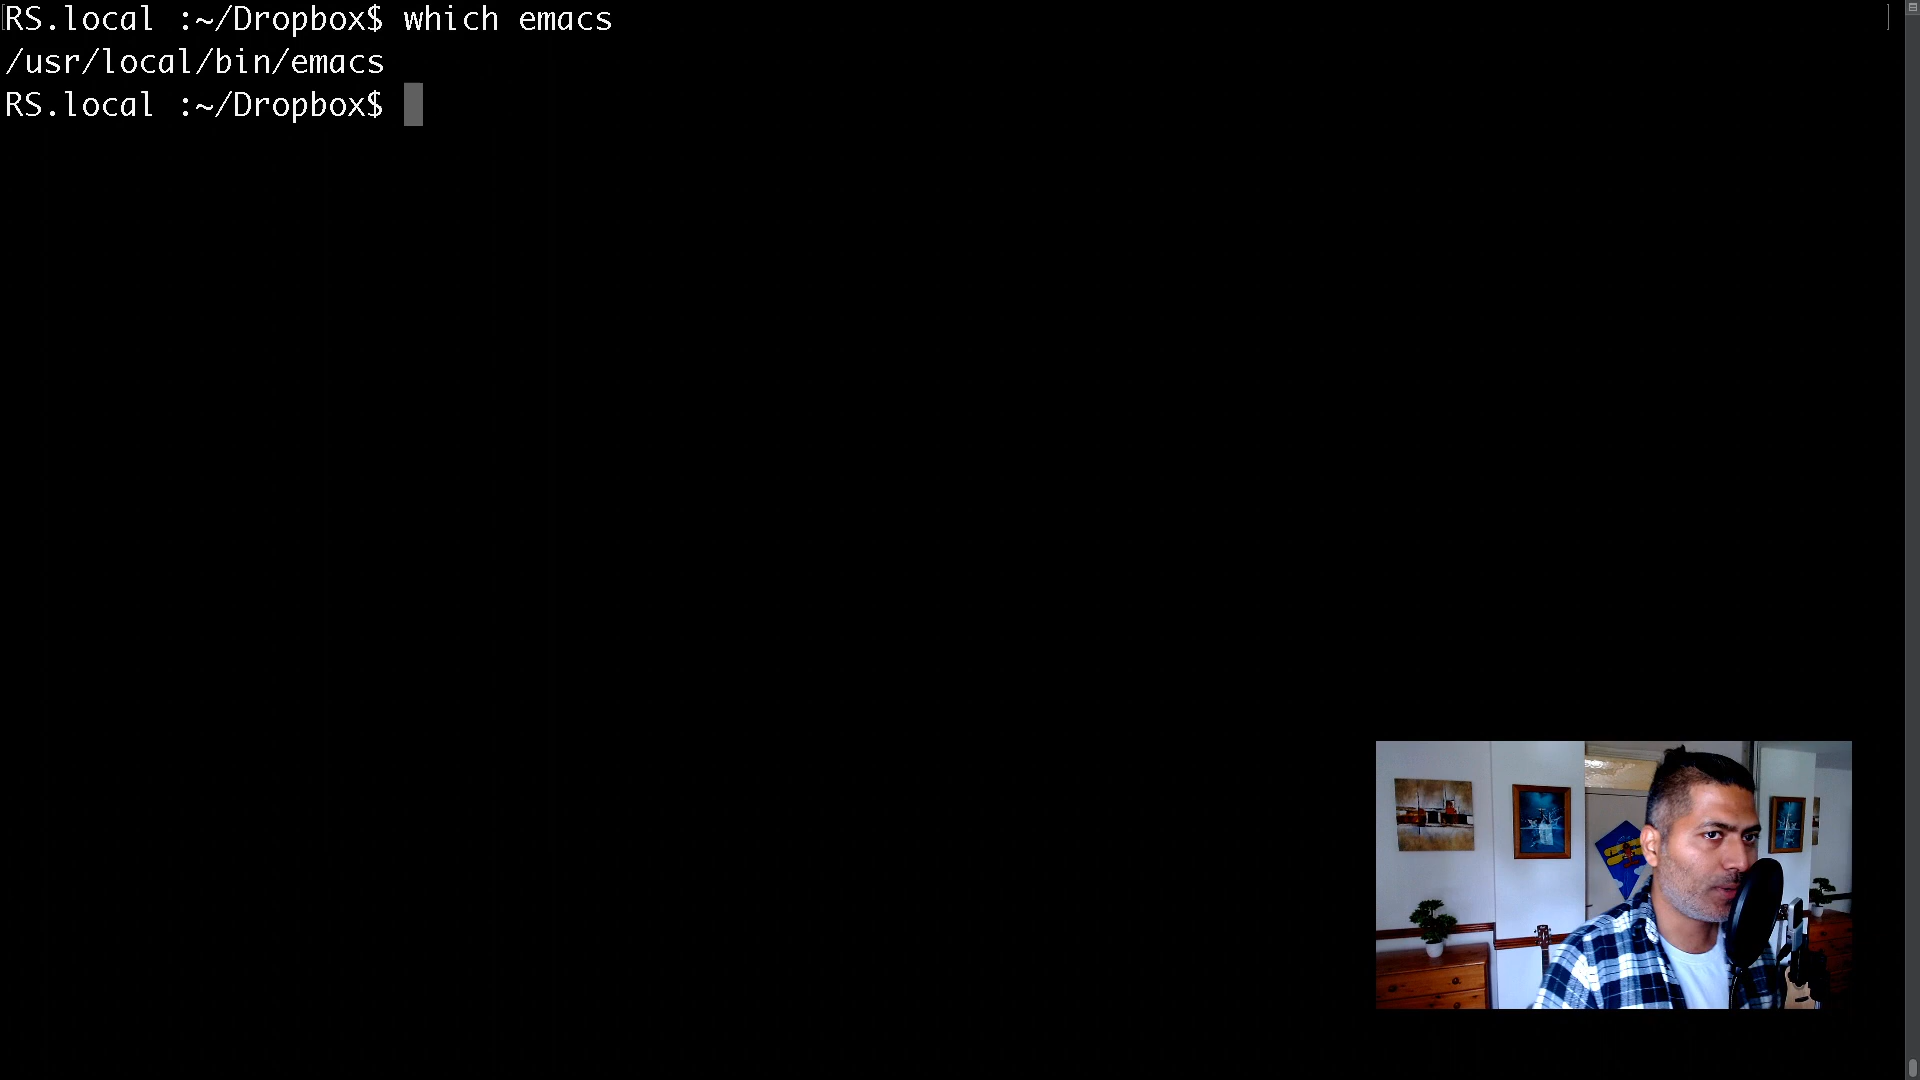 RS.local :~/Dropbox$ which emacs
/usr/local/bin/emacs
RS.local :~/Dropbox$